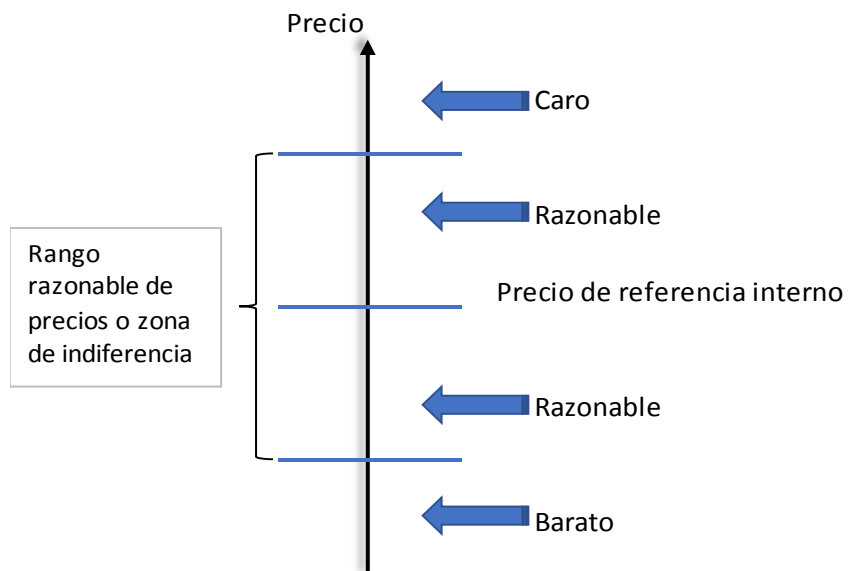 Precio
Caro
Razonable
Rango
razonable de
precios o zona
de indiferencia
Precio de referencia interno
Razonable
Barato